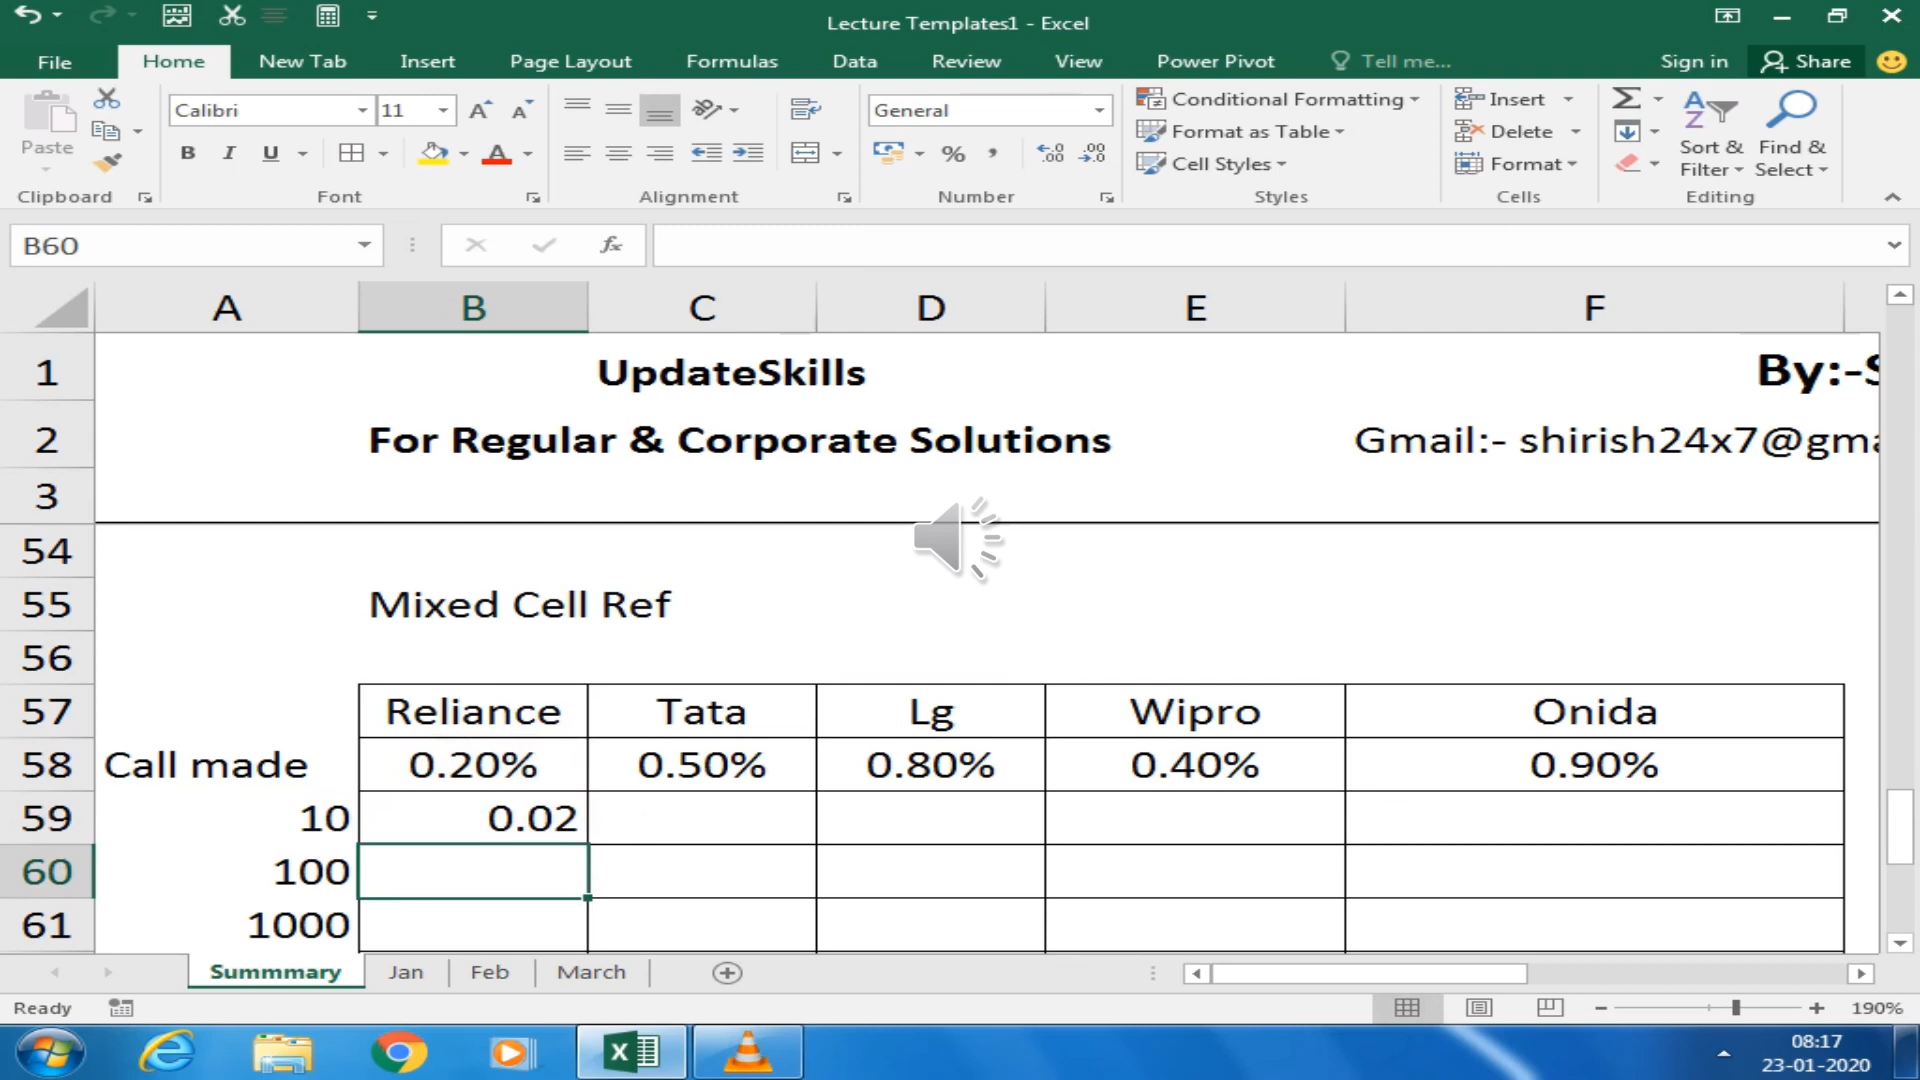 Lecture Templates1 - Excel
File Home New Tab Insert Page Layout Formulas Data Review View Power Pivot Tell me... Sign in Share
Calibri 11 General Conditional Formatting Insert
Format as Table Delete
Paste B I U % Cell Styles Format Sort & Filter Find & Select
Clipboard Font Alignment Number Styles Cells Editing
B60 fx
A B C D E F
1 UpdateSkills By:-S
2 For Regular & Corporate Solutions Gmail:- shirish24x7@gma
3
54
55 Mixed Cell Ref
56
57 Reliance Tata Lg Wipro Onida
58 Call made 0.20% 0.50% 0.80% 0.40% 0.90%
59 10 0.02
60 100
61 1000
Summmary Jan Feb March
Ready 190%
08:17
23-01-2020